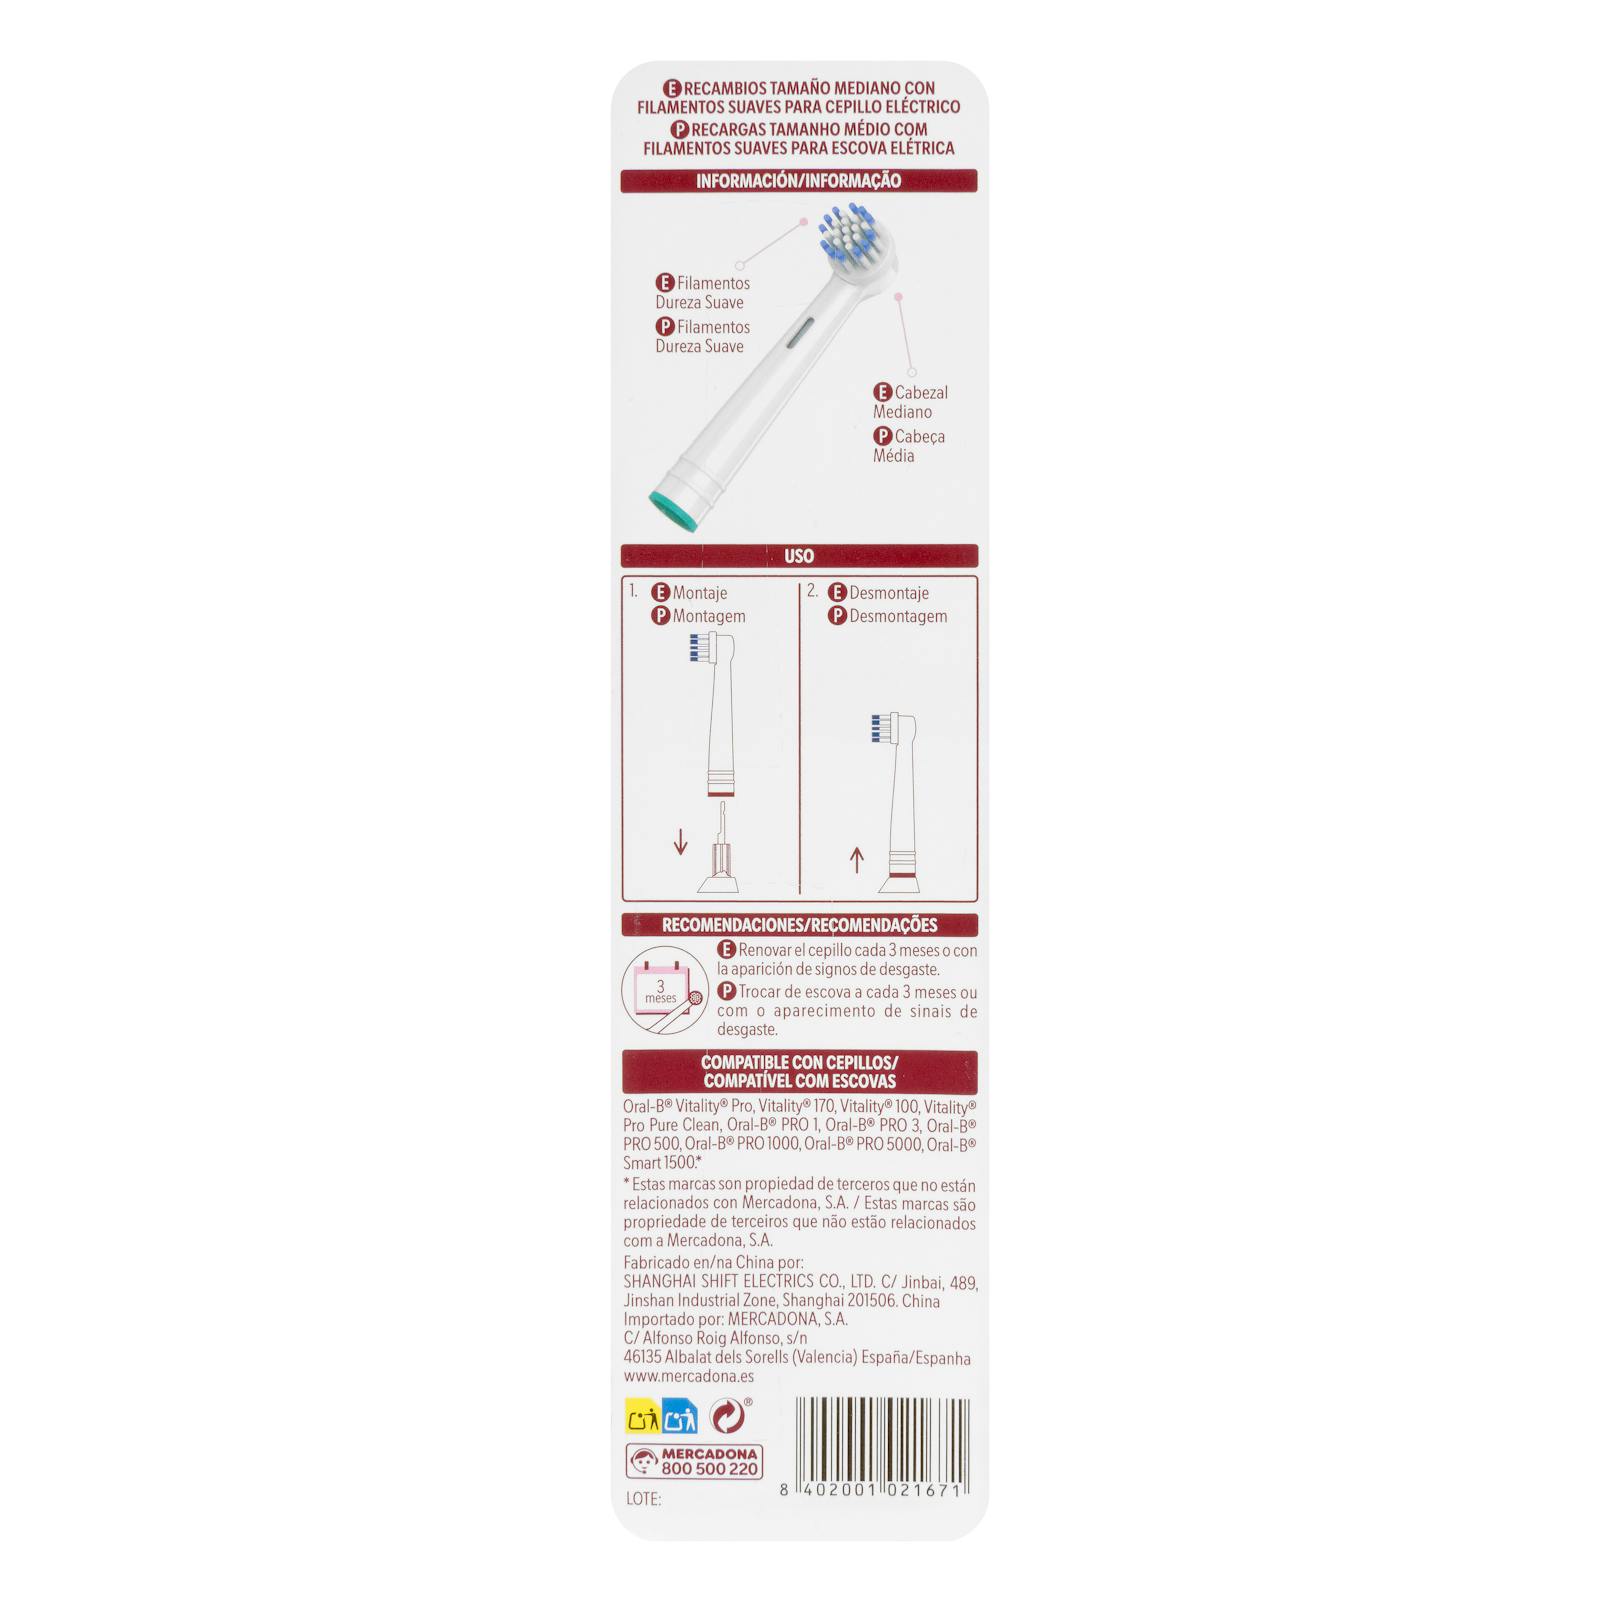 E RECAMBIOS TAMAÑO MEDIANO CON
FILAMENTOS SUAVES PARA CEPILLO ELÉCTRICO
P RECARGAS TAMANHO MÉDIO COM
FILAMENTOS SUAVES PARA ESCOVA ELÉTRICA
INFORMACIÓN/INFORMAÇÃO
E Filamentos
Dureza Suave
P Filamentos
Dureza Suave
E Cabezal
Mediano
P Cabeça
Média
USO
1. E Montaje
P Montagem
2. E Desmontaje
P Desmontagem
RECOMENDACIONES/RECOMENDAÇÕES
3
meses
E Renovar el cepillo cada 3 meses o con
la aparición de signos de desgaste.
P Trocar de escova a cada 3 meses ou
com o aparecimento de sinais de
desgaste.
COMPATIBLE CON CEPILLOS/
COMPATÍVEL COM ESCOVAS
Oral-B® Vitality® Pro, Vitality® 170, Vitality® 100, Vitality®
Pro Pure Clean, Oral-B® PRO 1, Oral-B® PRO 3, Oral-B®
PRO 500, Oral-B® PRO 1000, Oral-B® PRO 5000, Oral-B®
Smart 1500.*
* Estas marcas son propiedad de terceros que no están
relacionados con Mercadona, S.A. / Estas marcas são
propriedade de terceiros que não estão relacionados
com a Mercadona, S.A.
Fabricado en/na China por:
SHANGHAI SHIFT ELECTRICS CO., LTD. C/ Jinbai, 489,
Jinshan Industrial Zone, Shanghai 201506. China
Importado por: MERCADONA, S.A.
C/ Alfonso Roig Alfonso, s/n
46135 Albalat dels Sorells (Valencia) España/Espanha
www.mercadona.es
®
MERCADONA
800 500 220
8 402001 021671
LOTE: